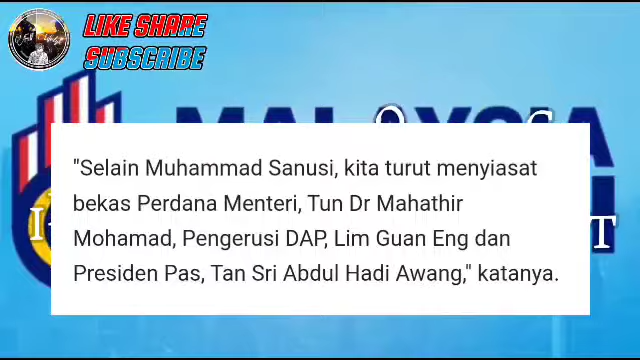 LIKE SHARE
SUBSCRIBE
"Selain Muhammad Sanusi, kita turut menyiasat
bekas Perdana Menteri, Tun Dr Mahathir
Mohamad, Pengerusi DAP, Lim Guan Eng dan
Presiden Pas, Tan Sri Abdul Hadi Awang," katanya.